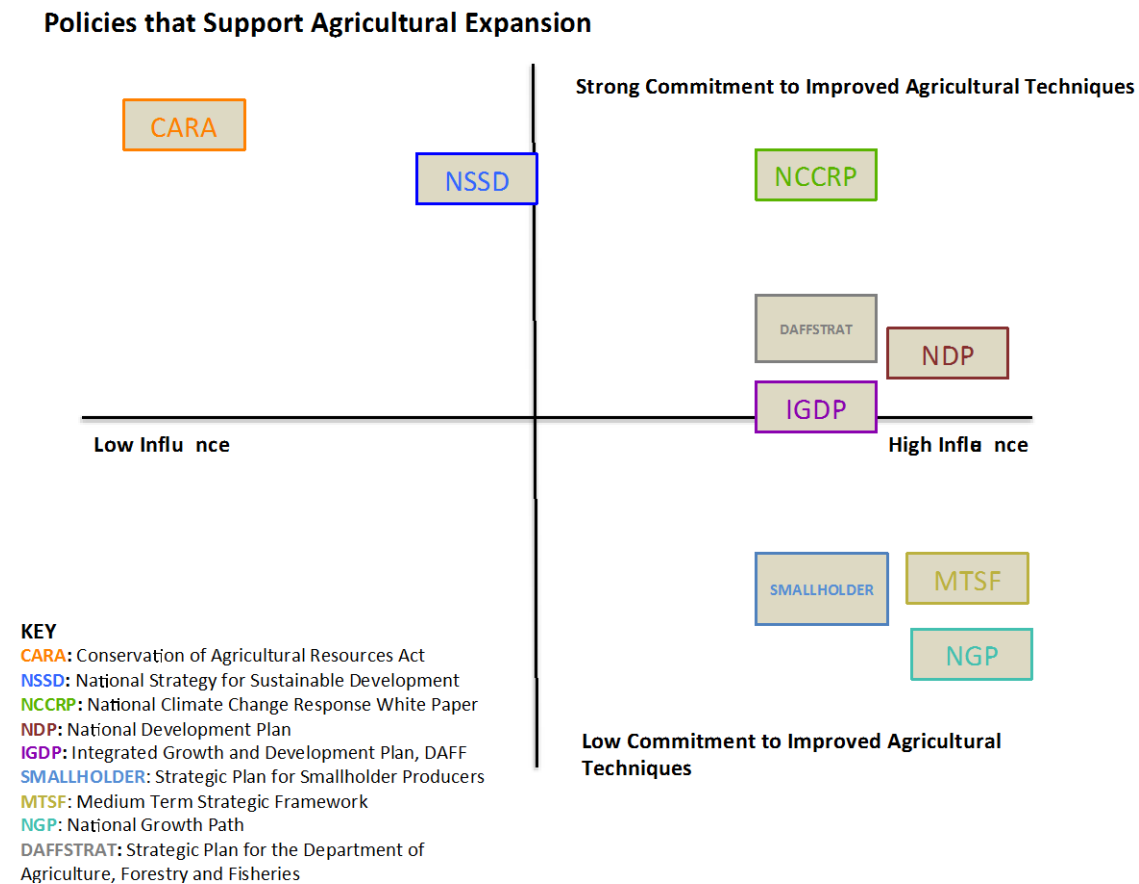 Policies that Support Agricultural Expansion
Strong Commitment to Improved Agricultural Techniques
CARA
NSSD
NCCRP
DAFFSTRAT
NDP
IGDP
Low Influ nce
High Influe nce
SMALLHOLDER
MTSF
NGP
Low Commitment to Improved Agricultural
Techniques
KEY
CARA: Conservation of Agricultural Resources Act
NSSD: National Strategy for Sustainable Development
NCCRP: National Climate Change Response White Paper
NDP: National Development Plan
IGDP: Integrated Growth and Development Plan, DAFF
SMALLHOLDER: Strategic Plan for Smallholder Producers
MTSF: Medium Term Strategic Framework
NGP: National Growth Path
DAFFSTRAT: Strategic Plan for the Department of
Agriculture, Forestry and Fisheries